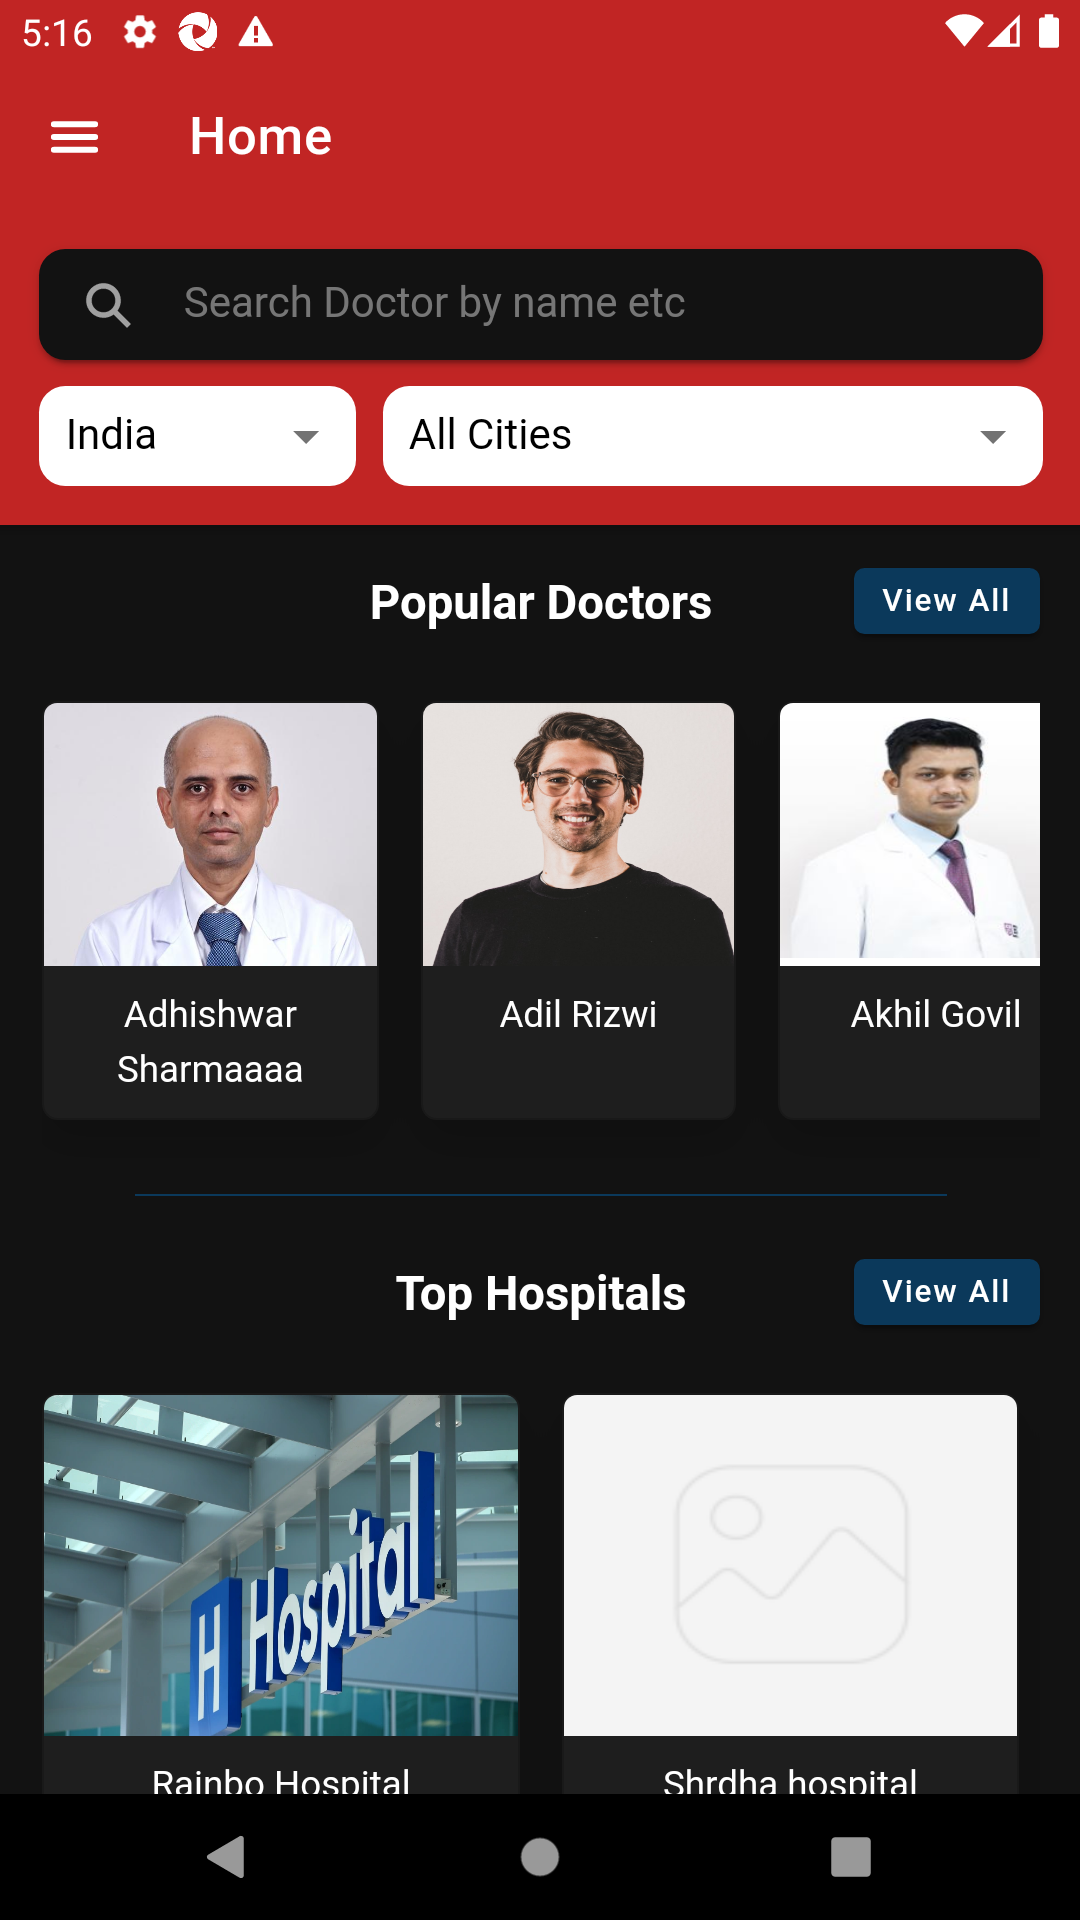 5:16
Home
Search Doctor by name etc
India
All Cities
Popular Doctors
View All
Adhishwar
Sharmaaaa
Adil Rizwi
Akhil Govil
Top Hospitals
View All
H Hospital
Rainbo Hospital
Shrdha hospital